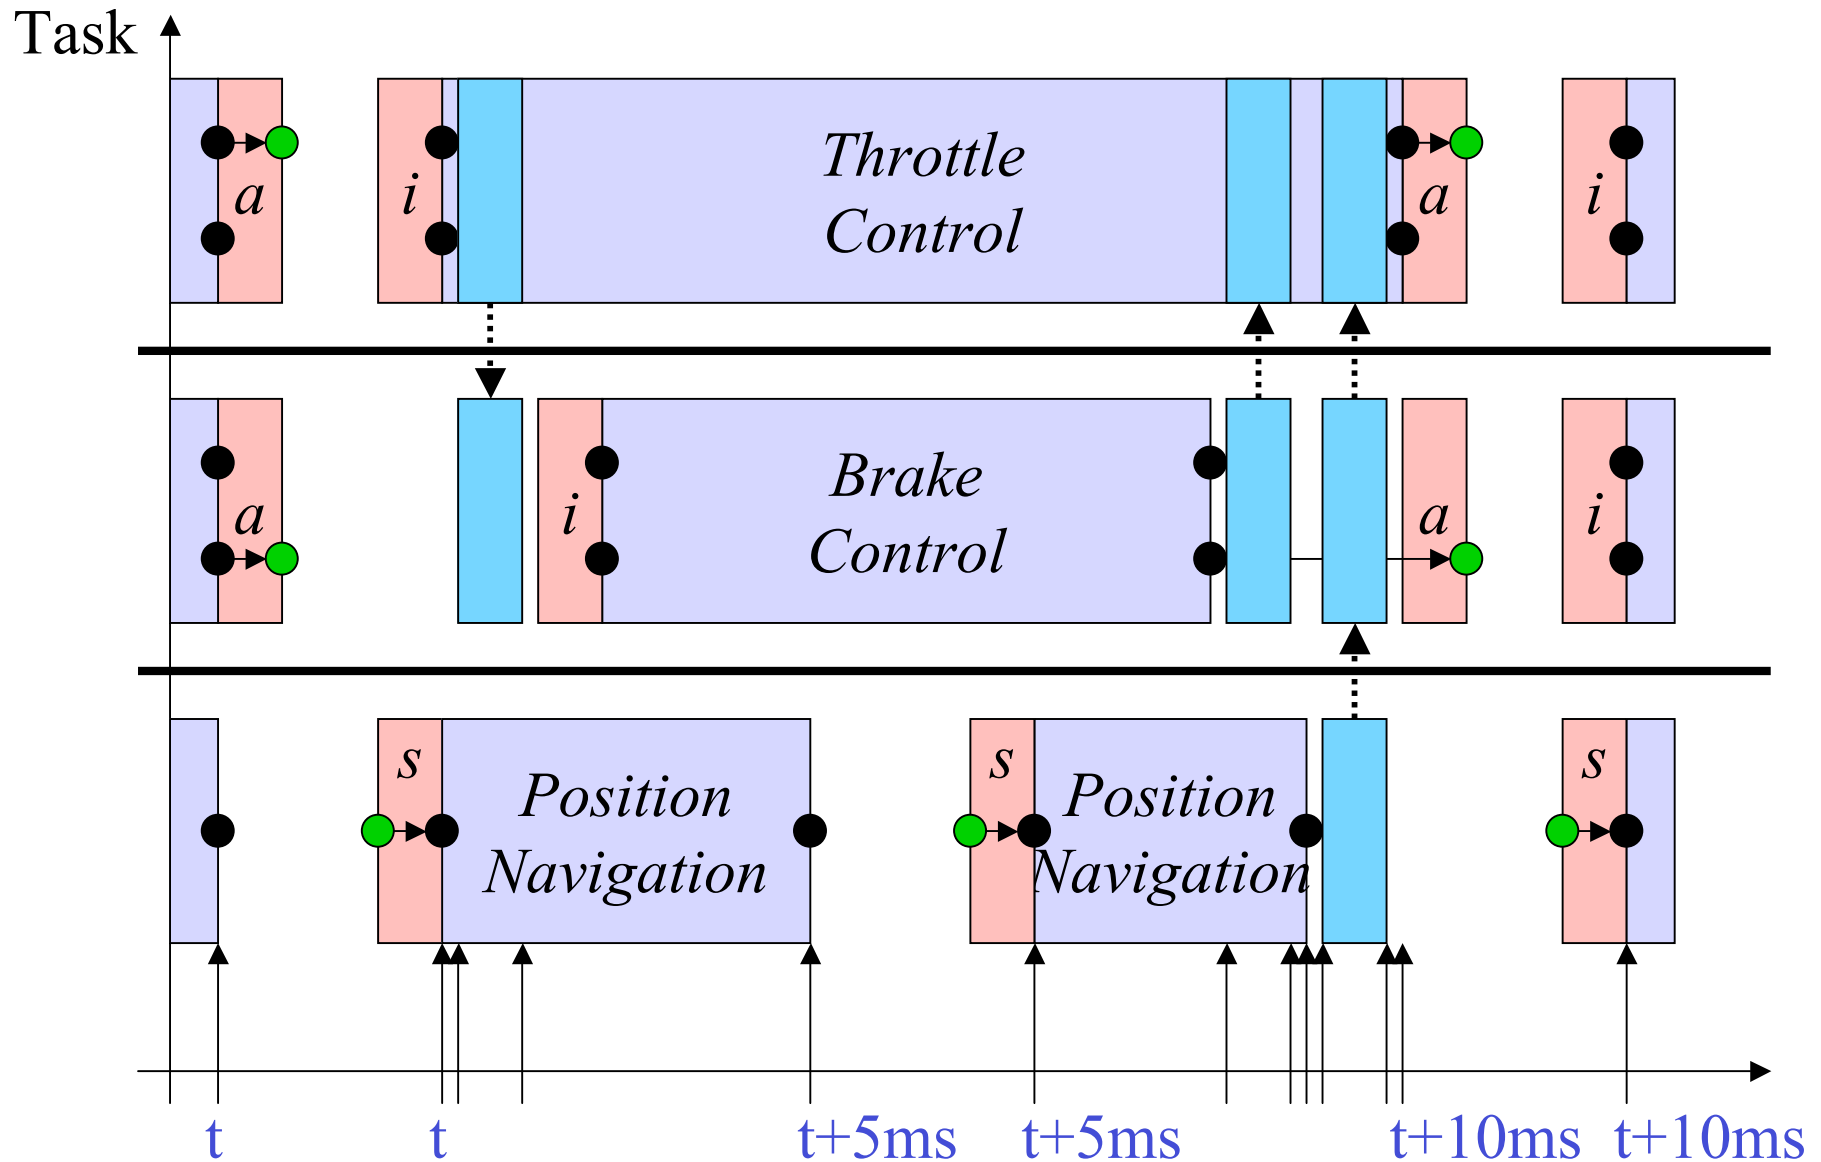 Task
a
i
Throttle
Control
a
i
a
i
Brake
Control
a
i
s
Position
Navigation
s
Position
Navigation
s
t
t
t+5ms
t+5ms
t+10ms
t+10ms